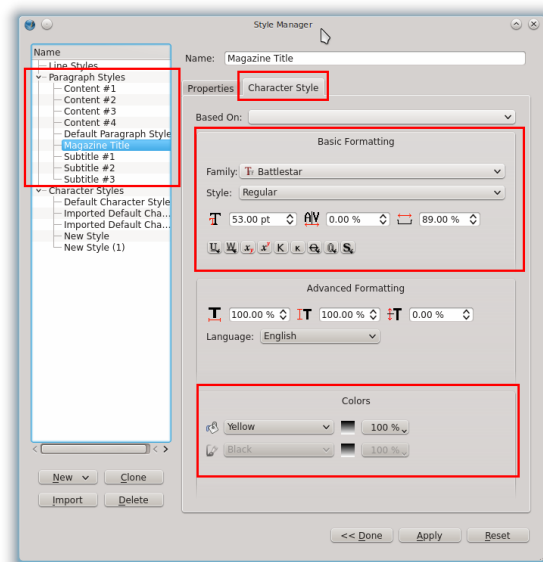 Style Manager
Name
Line Styles
Paragraph Styles
Content #1
Content #2
Content #3
Content #4
Default Paragraph Style
Magazine Title
Subtitle #1
Subtitle #2
Subtitle #3
Character Styles
Default Character Style
Imported Default Cha...
Imported Default Cha...
New Style
New Style (1)
New
Clone
Import
Delete
Name: Magazine Title
Properties Character Style
Based On:
Basic Formatting
Family: Battlestar
Style: Regular
53.00 pt 0.00 % 89.00 %
Advanced Formatting
100.00 % 100.00 % 0.00 %
Language: English
Colors
Yellow 100 %
Black 100 %
<< Done Apply Reset